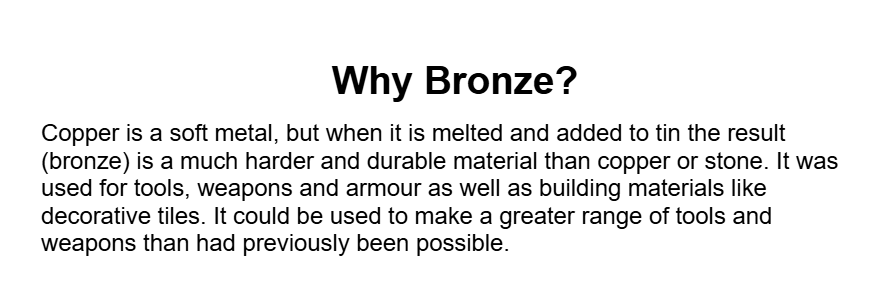 Why Bronze?
Copper is a soft metal, but when it is melted and added to tin the result
(bronze) is a much harder and durable material than copper or stone. It was
used for tools, weapons and armour as well as building materials like
decorative tiles. It could be used to make a greater range of tools and
weapons than had previously been possible.